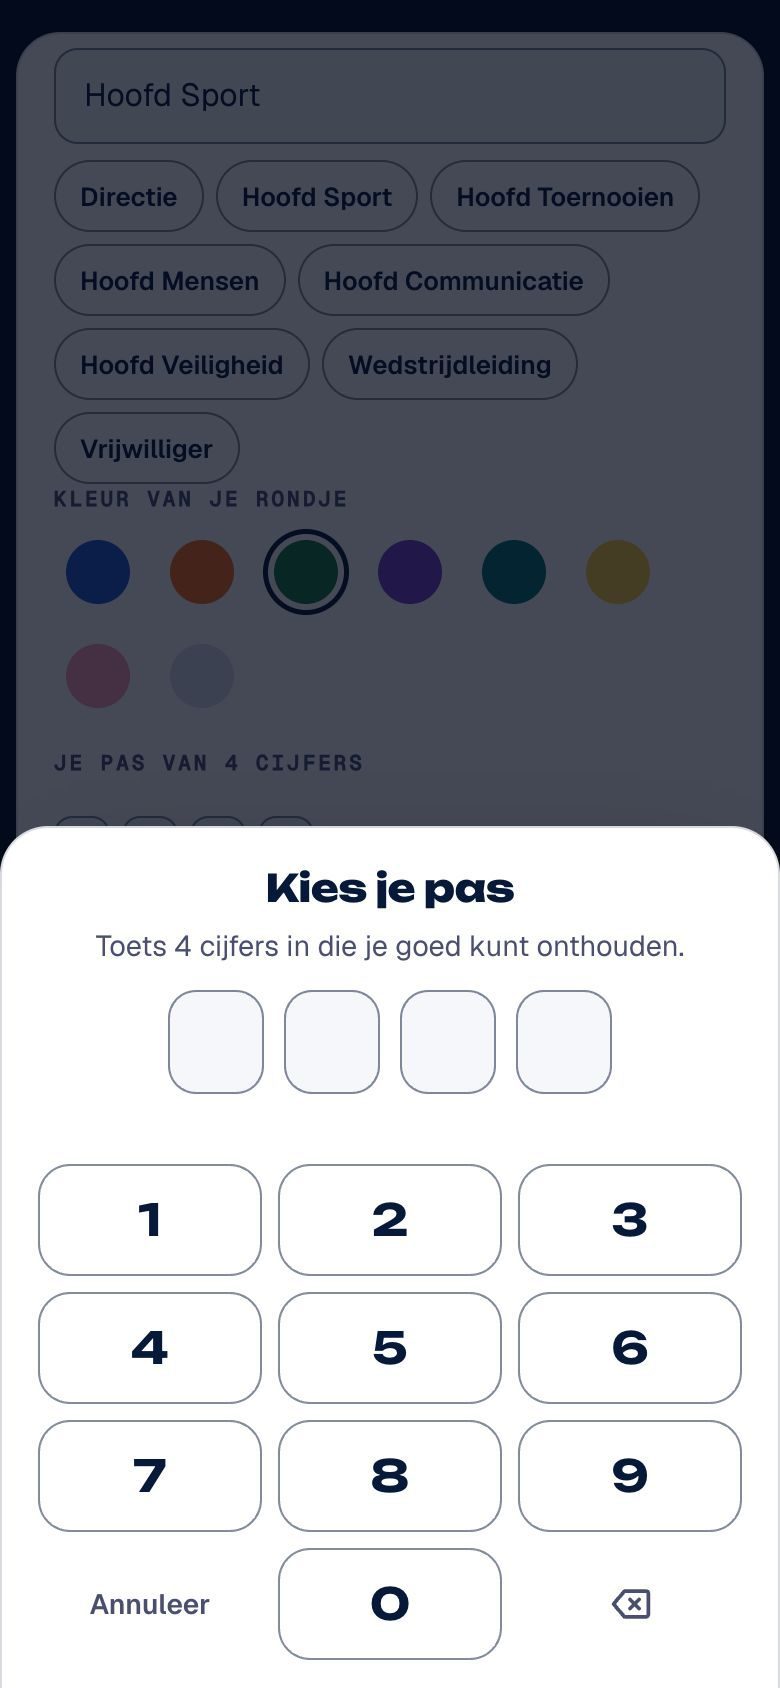 Hoofd Sport
Directie Hoofd Sport Hoofd Toernooien
Hoofd Mensen Hoofd Communicatie
Hoofd Veiligheid Wedstrijdleiding
Vrijwilliger
KLEUR VAN JE RONDJE
JE PAS VAN 4 CIJFERS
Kies je pas
Toets 4 cijfers in die je goed kunt onthouden.
1 2 3
4 5 6
7 8 9
Annuleer 0